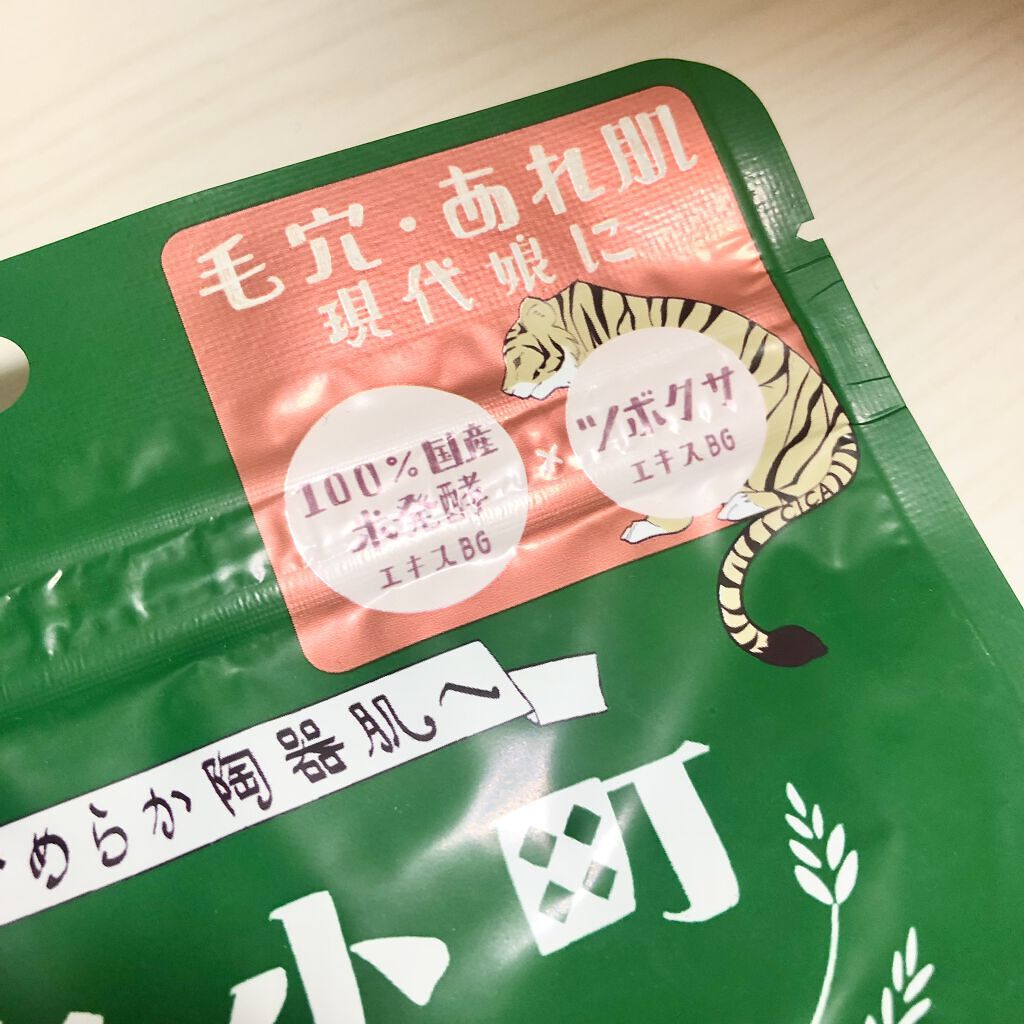 毛穴・あれ肌
現代娘に
100%国産
米発酵
エキスBG
×
ツボクサ
エキスBG
CICA
めらか陶器肌へ
小町